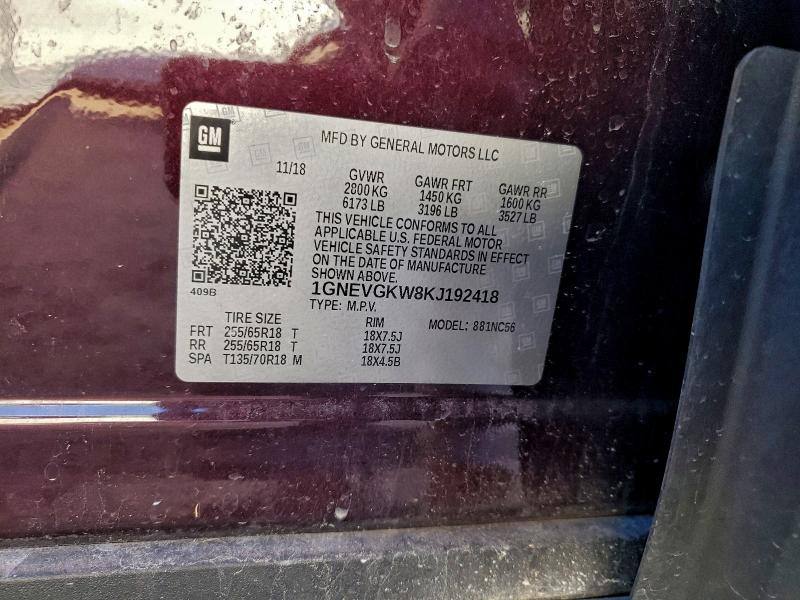 GM
MFD BY GENERAL MOTORS LLC
11/18
GVWR GAWR FRT GAWR RR
2800 KG 1450 KG 1600 KG
6173 LB 3196 LB 3527 LB
THIS VEHICLE CONFORMS TO ALL
APPLICABLE U.S. FEDERAL MOTOR
VEHICLE SAFETY STANDARDS IN EFFECT
ON THE DATE OF MANUFACTURE
SHOWN ABOVE.
409B
1GNEVGKW8KJ192418
TYPE: M.P.V.
TIRE SIZE RIM MODEL: 881NC56
FRT 255/65R18 T 18X7.5J
RR 255/65R18 T 18X7.5J
SPA T135/70R18 M 18X4.5B